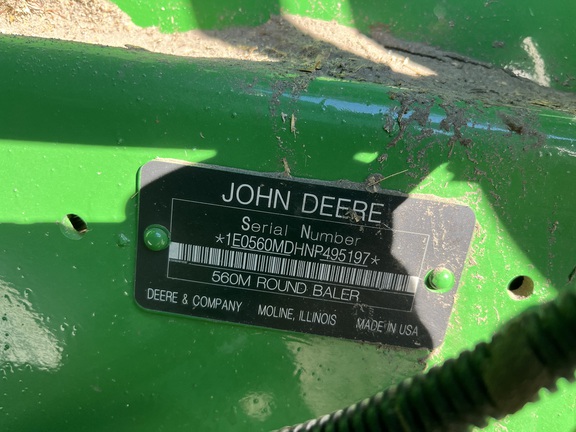 JOHN DEERE
Serial Number
*1E0560MDHNP495197*
560M ROUND BALER
DEERE & COMPANY MOLINE, ILLINOIS MADE IN USA